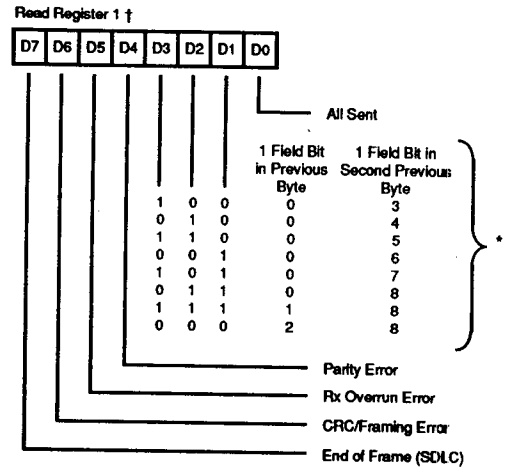 Read Register 1 †
D7 D6 D5 D4 D3 D2 D1 D0
All Sent
1 Field Bit in Previous Byte
1 Field Bit in Second Previous Byte
1 0 0 0 3
0 1 0 0 4
1 1 0 0 5
0 0 1 0 6
1 0 1 0 7
0 1 1 0 8
1 1 1 1 8
0 0 0 2 8
*
Parity Error
Rx Overrun Error
CRC/Framing Error
End of Frame (SDLC)